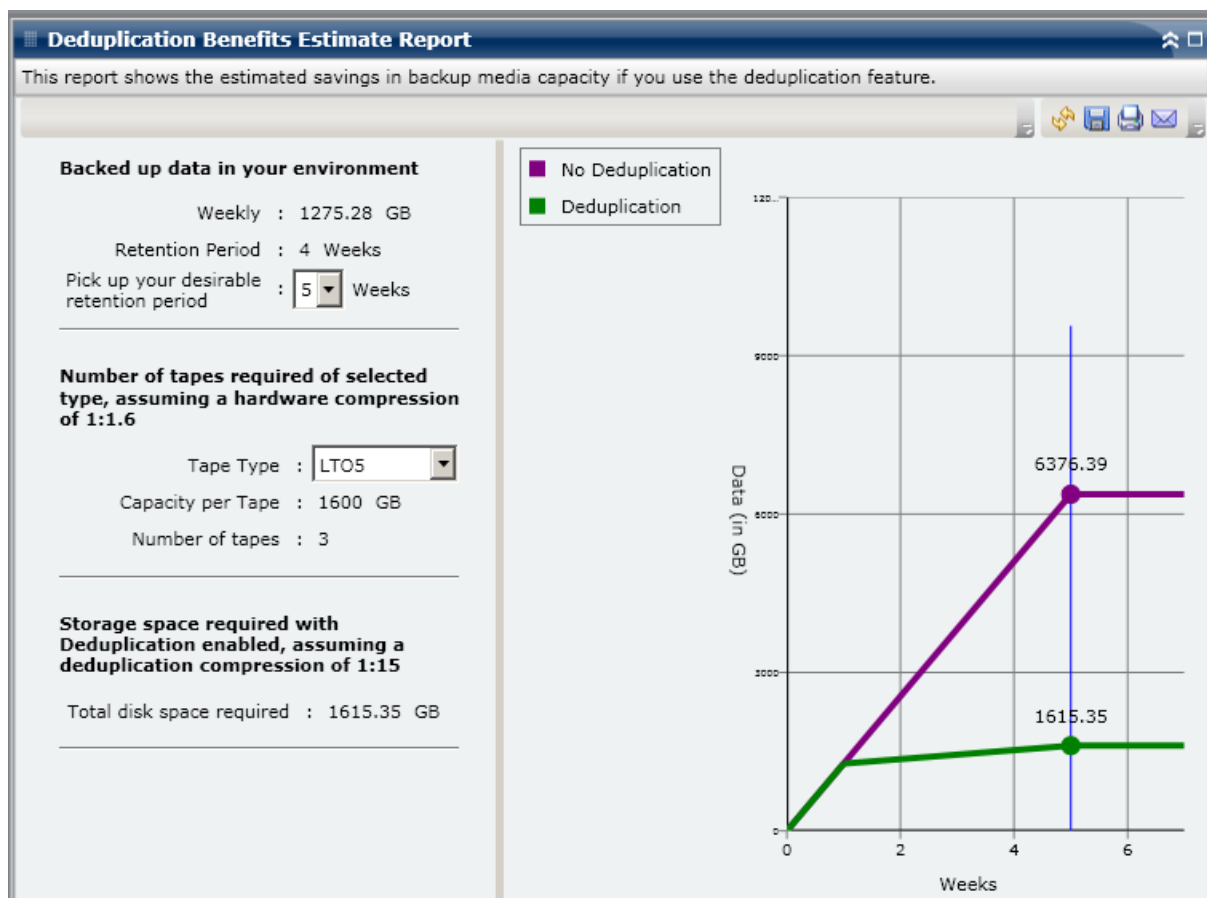 Deduplication Benefits Estimate Report
This report shows the estimated savings in backup media capacity if you use the deduplication feature.
Backed up data in your environment
Weekly : 1275.28 GB
Retention Period : 4 Weeks
Pick up your desirable
retention period : 5 Weeks
Number of tapes required of selected
type, assuming a hardware compression
of 1:1.6
Tape Type : LTO5
Capacity per Tape : 1600 GB
Number of tapes : 3
Storage space required with
Deduplication enabled, assuming a
deduplication compression of 1:15
Total disk space required : 1615.35 GB
No Deduplication
Deduplication
120...
9000
6000
3000
0
Data (in GB)
6376.39
1615.35
0 2 4 6
Weeks